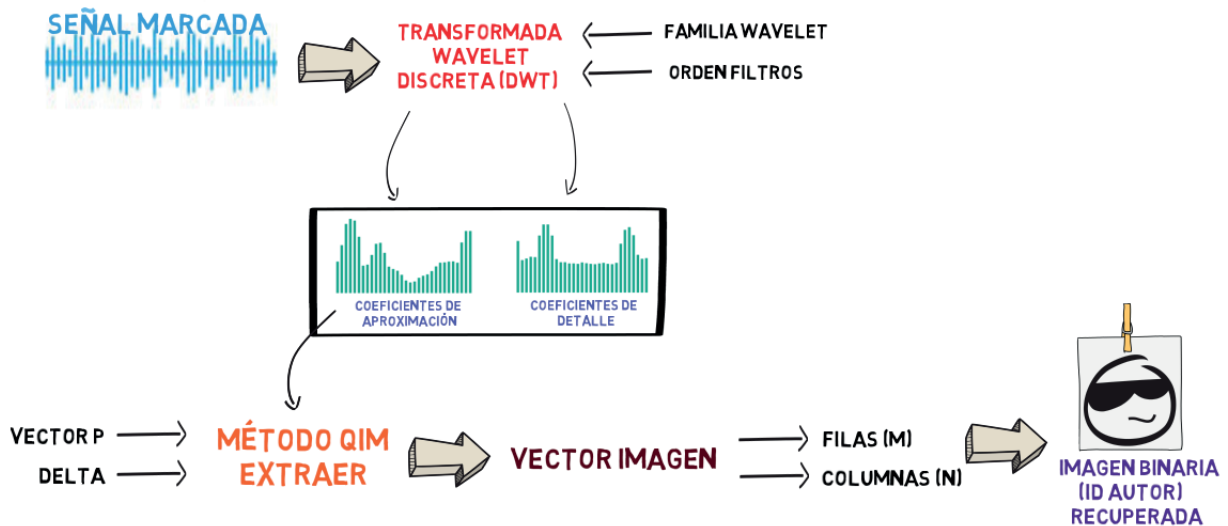 SEÑAL MARCADA
TRANSFORMADA
WAVELET
DISCRETA (DWT)
FAMILIA WAVELET
ORDEN FILTROS
COEFICIENTES DE
APROXIMACIÓN
COEFICIENTES DE
DETALLE
VECTOR P
DELTA
MÉTODO QIM
EXTRAER
VECTOR IMAGEN
FILAS (M)
COLUMNAS (N)
IMAGEN BINARIA
(ID AUTOR)
RECUPERADA